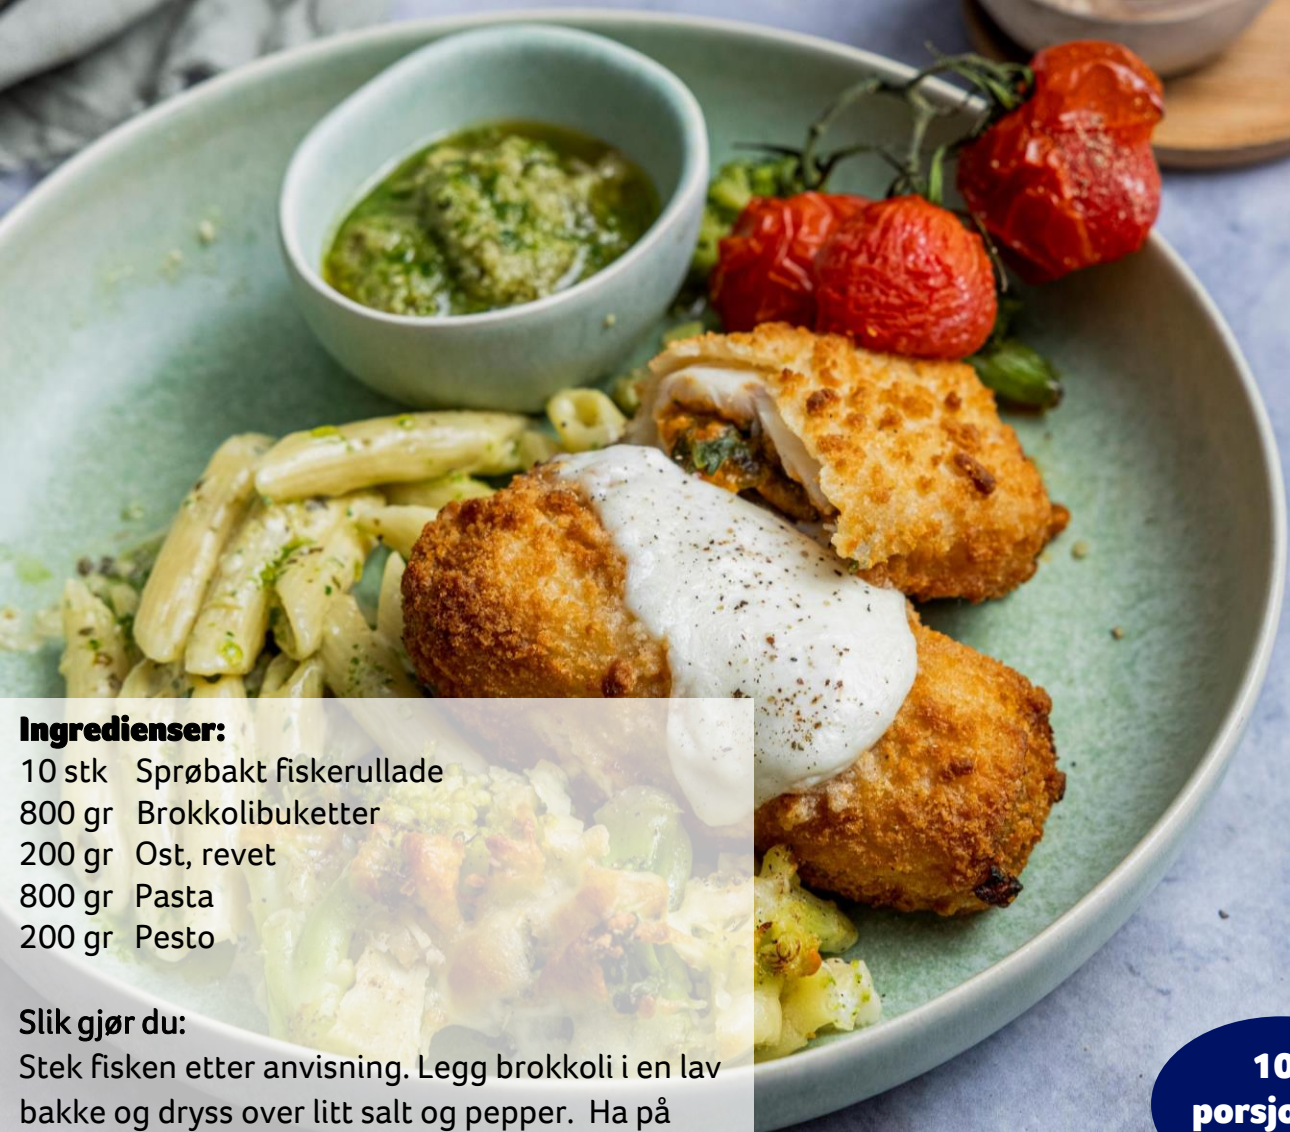 Ingredienser:
10 stk Sprøbakt fiskerullade
800 gr Brokkolibuketter
200 gr Ost, revet
800 gr Pasta
200 gr Pesto
Slik gjør du:
Stek fisken etter anvisning. Legg brokkoli i en lav
bakke og dryss over litt salt og pepper. Ha på
10